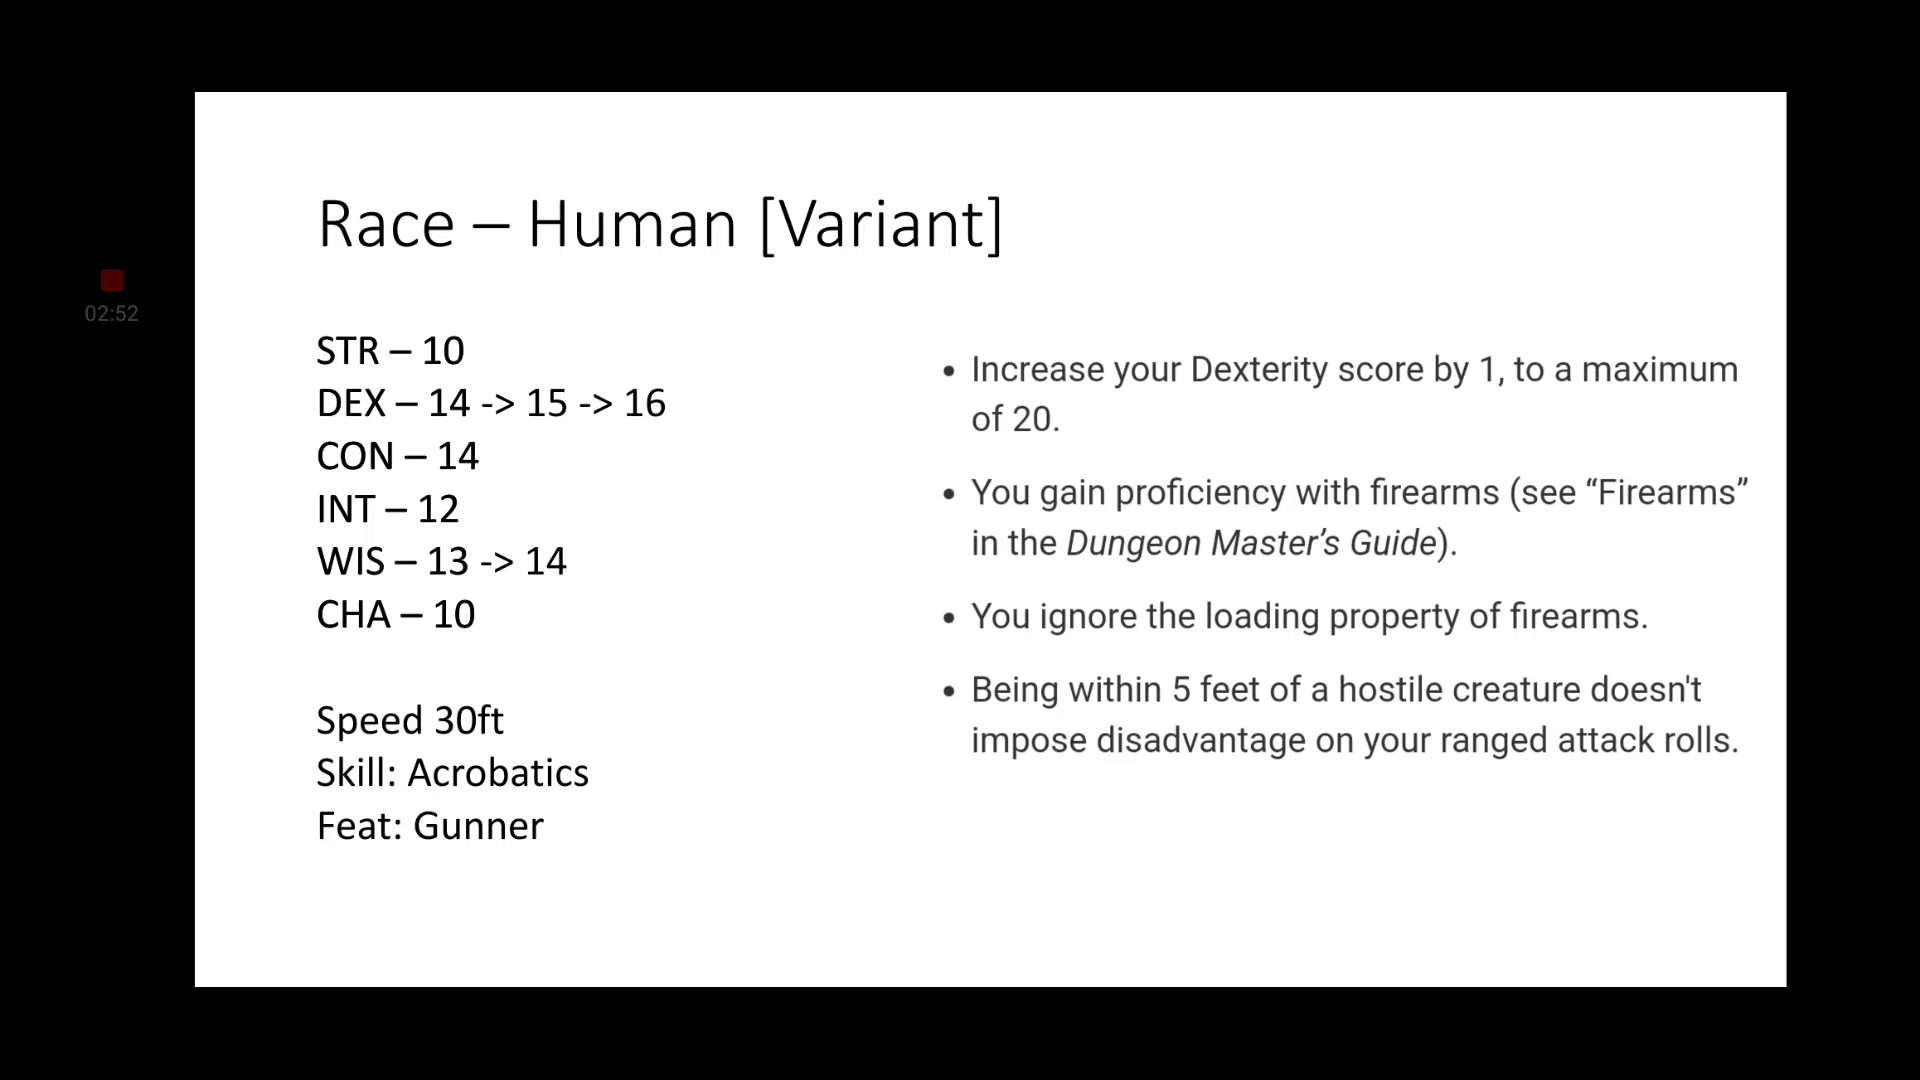 Race – Human [Variant]
02:52
STR – 10
DEX – 14 -> 15 -> 16
CON – 14
INT – 12
WIS – 13 -> 14
CHA – 10
Speed 30ft
Skill: Acrobatics
Feat: Gunner
• Increase your Dexterity score by 1, to a maximum
of 20.
• You gain proficiency with firearms (see “Firearms”
in the Dungeon Master’s Guide).
• You ignore the loading property of firearms.
• Being within 5 feet of a hostile creature doesn't
impose disadvantage on your ranged attack rolls.